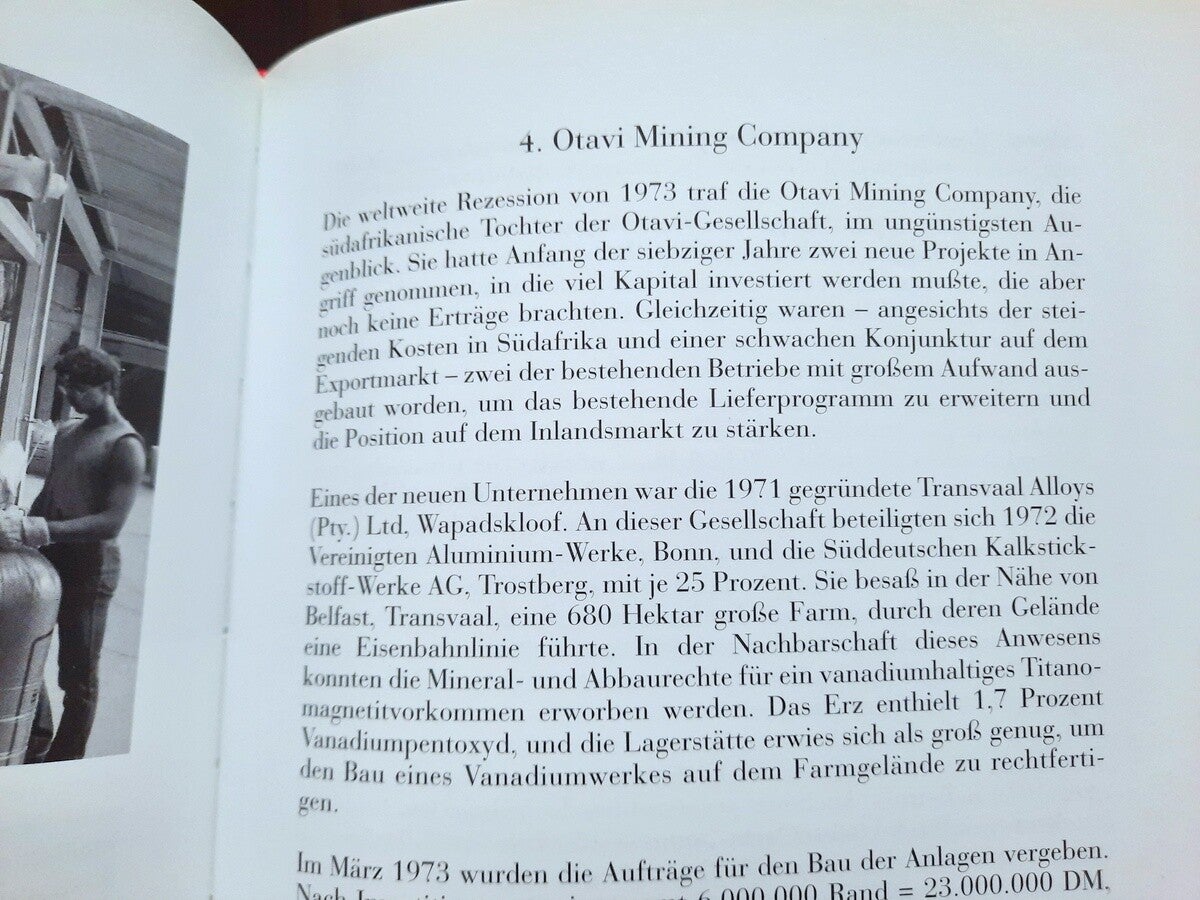 4. Otavi Mining Company
Die weltweite Rezession von 1973 traf die Otavi Mining Company, die
südafrikanische Tochter der Otavi-Gesellschaft, im ungünstigsten Au-
genblick. Sie hatte Anfang der siebziger Jahre zwei neue Projekte in An-
griff genommen, in die viel Kapital investiert werden mußte, die aber
noch keine Erträge brachten. Gleichzeitig waren – angesichts der stei-
genden Kosten in Südafrika und einer schwachen Konjunktur auf dem
Exportmarkt – zwei der bestehenden Betriebe mit großem Aufwand aus-
gebaut worden, um das bestehende Lieferprogramm zu erweitern und
die Position auf dem Inlandsmarkt zu stärken.
Eines der neuen Unternehmen war die 1971 gegründete Transvaal Alloys
(Pty.) Ltd, Wapadskloof. An dieser Gesellschaft beteiligten sich 1972 die
Vereinigten Aluminium-Werke, Bonn, und die Süddeutschen Kalkstick-
stoff-Werke AG, Trostberg, mit je 25 Prozent. Sie besaß in der Nähe von
Belfast, Transvaal, eine 680 Hektar große Farm, durch deren Gelände
eine Eisenbahnlinie führte. In der Nachbarschaft dieses Anwesens
konnten die Mineral- und Abbaurechte für ein vanadiumhaltiges Titano-
magnetitvorkommen erworben werden. Das Erz enthielt 1,7 Prozent
Vanadiumpentoxyd, und die Lagerstätte erwies sich als groß genug, um
den Bau eines Vanadiumwerkes auf dem Farmgelände zu rechtferti-
gen.
Im März 1973 wurden die Aufträge für den Bau der Anlagen vergeben.
Nach 6.000.000 Rand = 23.000.000 DM,